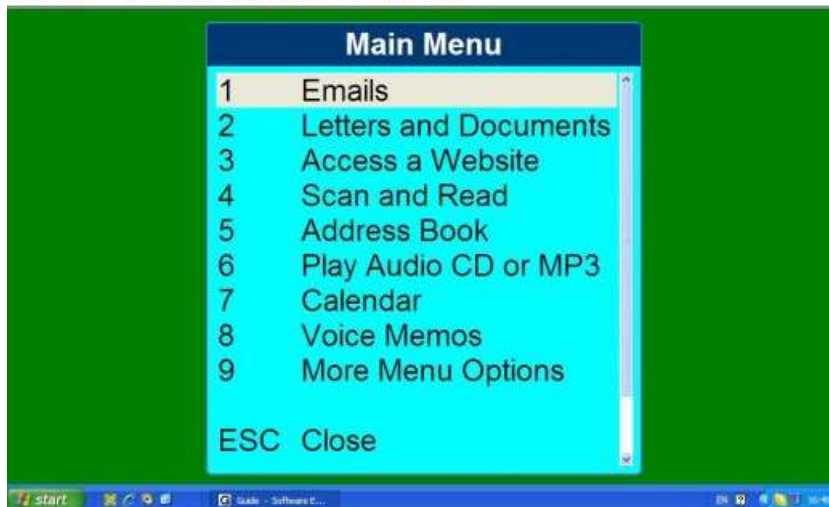 Main Menu
1 Emails
2 Letters and Documents
3 Access a Website
4 Scan and Read
5 Address Book
6 Play Audio CD or MP3
7 Calendar
8 Voice Memos
9 More Menu Options
ESC Close
start
Guide - Software E...
EN